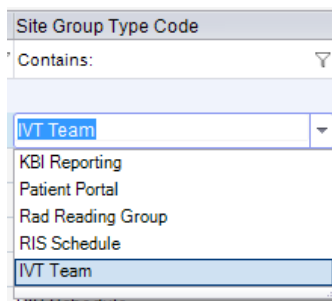 Site Group Type Code
Contains:
IVT Team
KBI Reporting
Patient Portal
Rad Reading Group
RIS Schedule
IVT Team